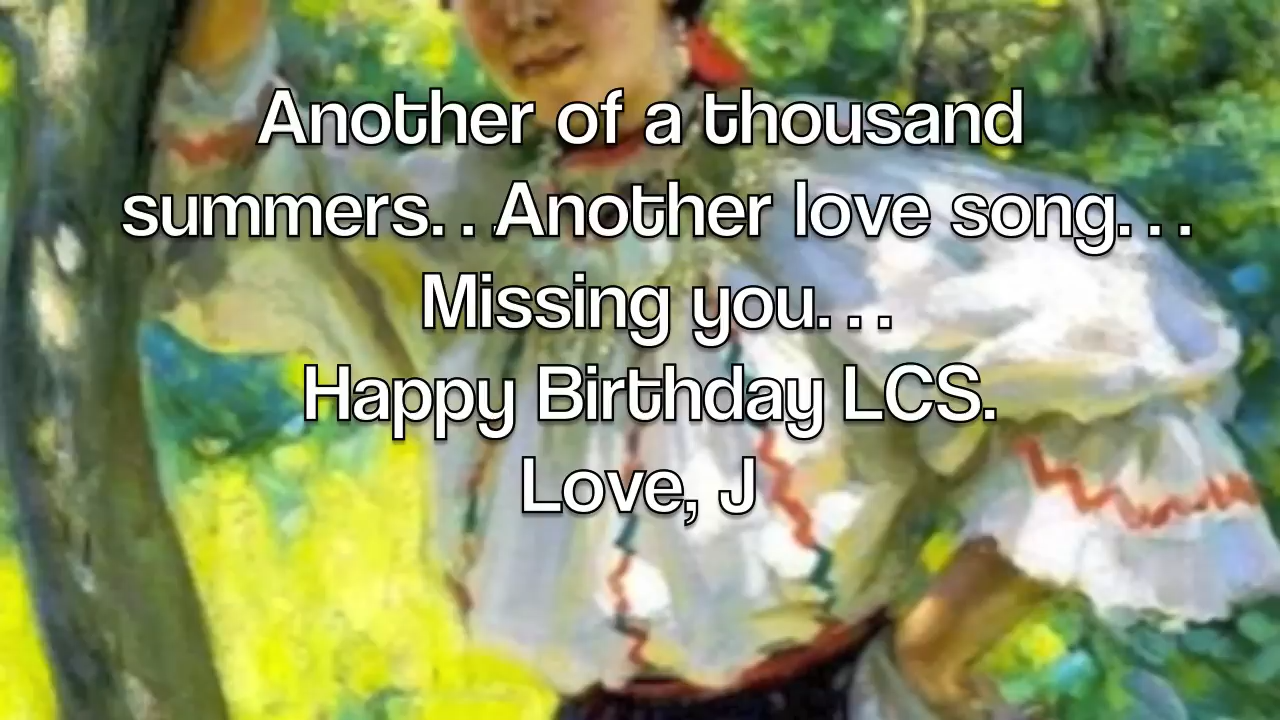 Another of a thousand
summers. . .Another love song. . .
Missing you. . .
Happy Birthday LCS.
Love, J